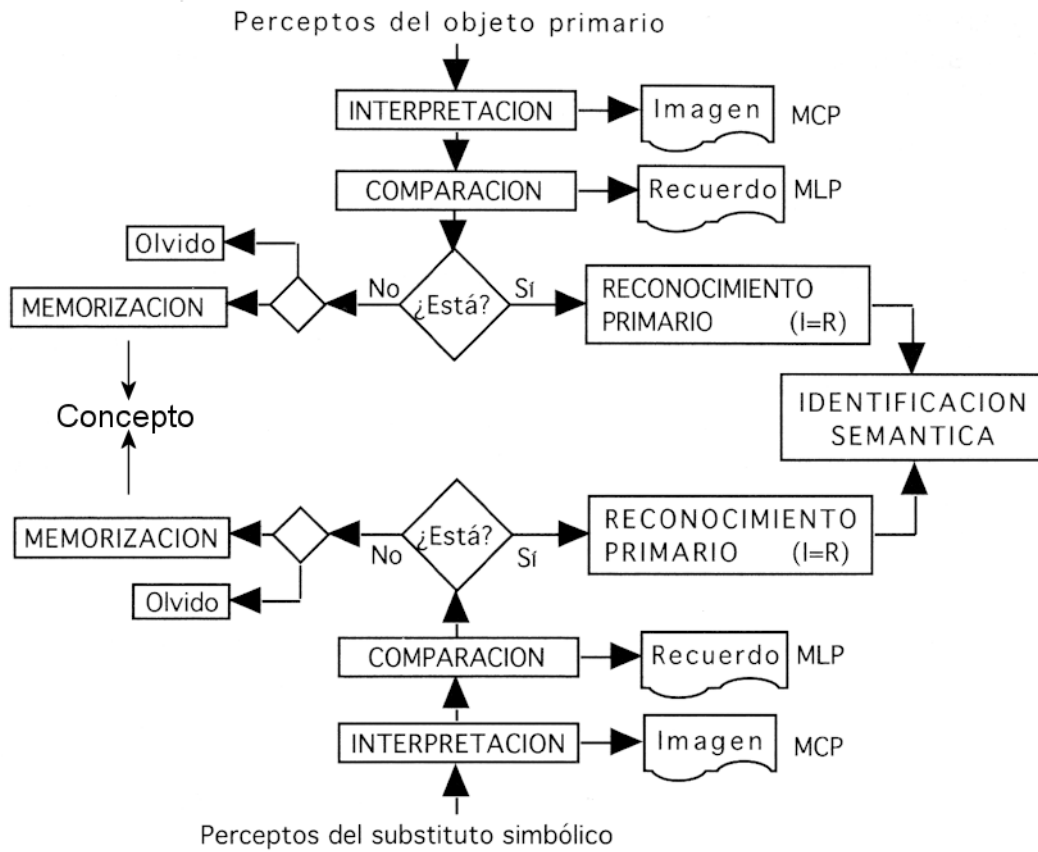 Perceptos del objeto primario
INTERPRETACION
Imagen
MCP
COMPARACION
Recuerdo
MLP
Olvido
No
¿Está?
Sí
MEMORIZACION
RECONOCIMIENTO
PRIMARIO (I=R)
Concepto
IDENTIFICACION
SEMANTICA
MEMORIZACION
No
¿Está?
Sí
RECONOCIMIENTO
PRIMARIO (I=R)
Olvido
COMPARACION
Recuerdo
MLP
INTERPRETACION
Imagen
MCP
Perceptos del substituto simbólico